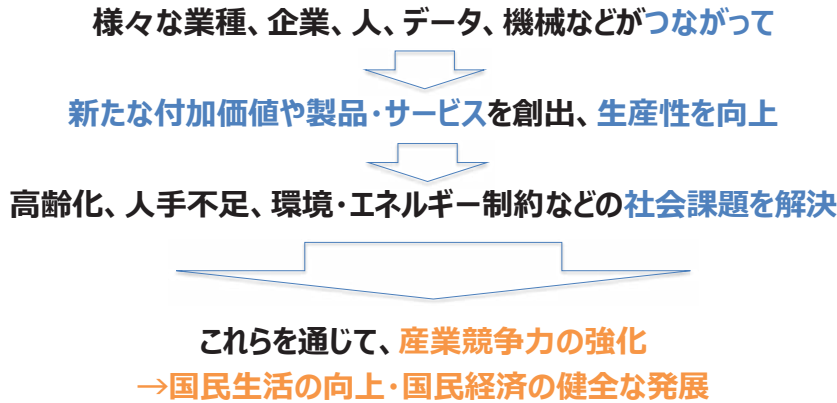 様々な業種、企業、人、データ、機械などがつながって
新たな付加価値や製品・サービスを創出、生産性を向上
高齢化、人手不足、環境・エネルギー制約などの社会課題を解決
これらを通じて、産業競争力の強化
→国民生活の向上・国民経済の健全な発展